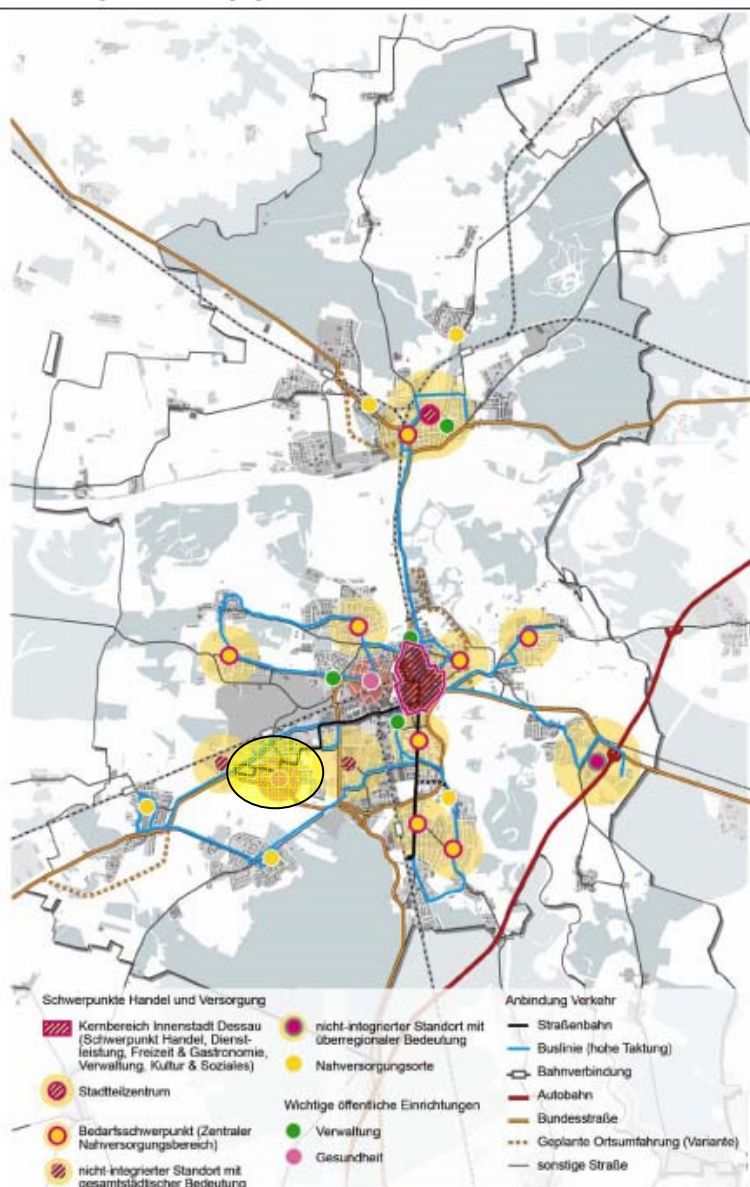 Schwerpunkte Handel und Versorgung
Kernbereich Innenstadt Dessau
(Schwerpunkt Handel, Dienst-
leistung, Freizeit & Gastronomie,
Verwaltung, Kultur & Soziales)
Stadtteilzentrum
Bedarfsschwerpunkt (Zentraler
Nahversorgungsbereich)
nicht-integrierter Standort mit
gesamtstädtischer Bedeutung
nicht-integrierter Standort mit
überregionaler Bedeutung
Nahversorgungsorte
Wichtige öffentliche Einrichtungen
Verwaltung
Gesundheit
Anbindung Verkehr
Straßenbahn
Buslinie (hohe Taktung)
Bahnverbindung
Autobahn
Bundesstraße
Geplante Ortsumfahrung (Variante)
sonstige Straße